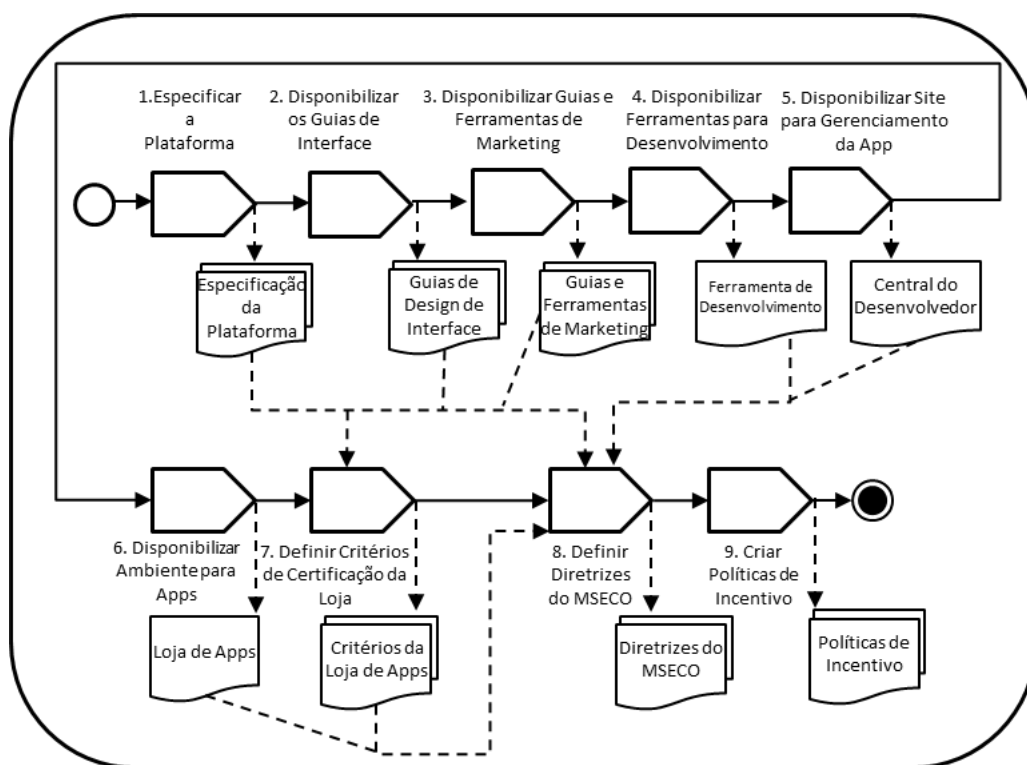 1.Especificar
a
Plataforma
2. Disponibilizar
os Guias de
Interface
3. Disponibilizar Guias e
Ferramentas de
Marketing
4. Disponibilizar
Ferramentas para
Desenvolvimento
5. Disponibilizar Site
para Gerenciamento
da App
Especificação
da
Plataforma
Guias de
Design de
Interface
Guias e
Ferramentas
de Marketing
Ferramenta de
Desenvolvimento
Central do
Desenvolvedor
6. Disponibilizar
Ambiente para
Apps
7. Definir Critérios
de Certificação da
Loja
8. Definir
Diretrizes
do MSECO
9. Criar
Políticas de
Incentivo
Loja de Apps
Critérios da
Loja de Apps
Diretrizes do
MSECO
Políticas de
Incentivo